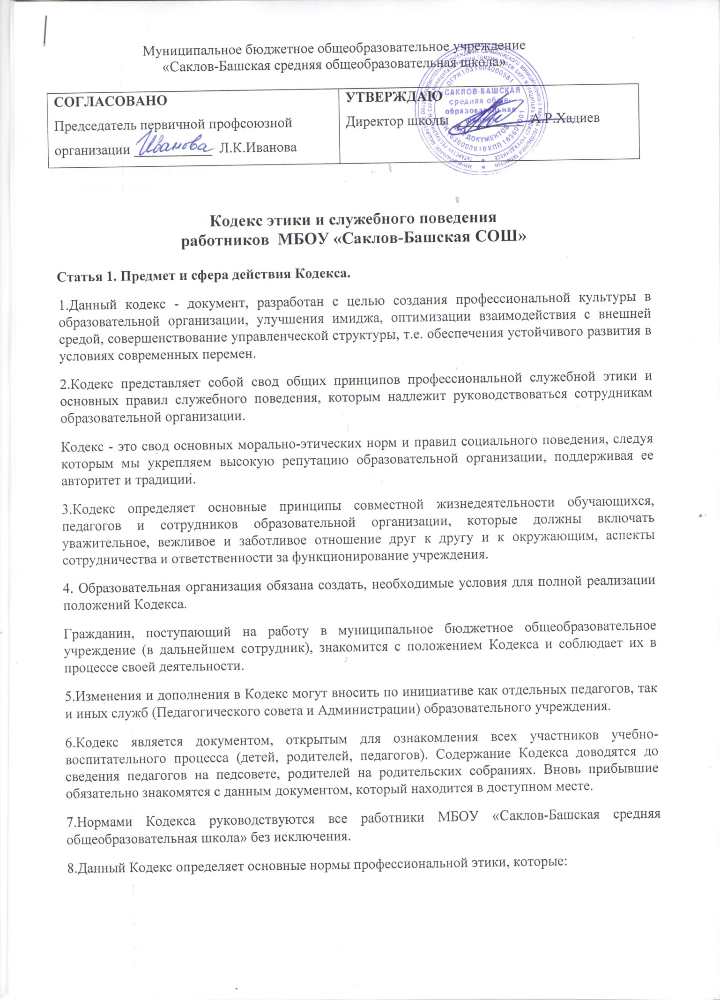 Муниципальное бюджетное общеобразовательное учреждение
«Саклов-Башская средняя общеобразовательная школа»
СОГЛАСОВАНО
Председатель первичной профсоюзной
организации Иванова Л.К.Иванова
УТВЕРЖДАЮ
Директор школы А.Р.Хадиев
ОГРН 1031604000581
«САКЛОВ-БАШСКАЯ
средняя обще-
образовательная
ДОКУМЕНТОВ
Кодекс этики и служебного поведения
работников МБОУ «Саклов-Башская СОШ»
Статья 1. Предмет и сфера действия Кодекса.
1.Данный кодекс - документ, разработан с целью создания профессиональной культуры в
образовательной организации, улучшения имиджа, оптимизации взаимодействия с внешней
средой, совершенствование управленческой структуры, т.е. обеспечения устойчивого развития в
условиях современных перемен.
2.Кодекс представляет собой свод общих принципов профессиональной служебной этики и
основных правил служебного поведения, которым надлежит руководствоваться сотрудникам
образовательной организации.
Кодекс - это свод основных морально-этических норм и правил социального поведения, следуя
которым мы укрепляем высокую репутацию образовательной организации, поддерживая ее
авторитет и традиции.
3.Кодекс определяет основные принципы совместной жизнедеятельности обучающихся,
педагогов и сотрудников образовательной организации, которые должны включать
уважительное, вежливое и заботливое отношение друг к другу и к окружающим, аспекты
сотрудничества и ответственности за функционирование учреждения.
4. Образовательная организация обязана создать, необходимые условия для полной реализации
положений Кодекса.
Гражданин, поступающий на работу в муниципальное бюджетное общеобразовательное
учреждение (в дальнейшем сотрудник), знакомится с положением Кодекса и соблюдает их в
процессе своей деятельности.
5.Изменения и дополнения в Кодекс могут вносить по инициативе как отдельных педагогов, так
и иных служб (Педагогического совета и Администрации) образовательного учреждения.
6.Кодекс является документом, открытым для ознакомления всех участников учебно-
воспитательного процесса (детей, родителей, педагогов). Содержание Кодекса доводятся до
сведения педагогов на педсовете, родителей на родительских собраниях. Вновь прибывшие
обязательно знакомятся с данным документом, который находится в доступном месте.
7.Нормами Кодекса руководствуются все работники МБОУ «Саклов-Башская средняя
общеобразовательная школа» без исключения.
8.Данный Кодекс определяет основные нормы профессиональной этики, которые: